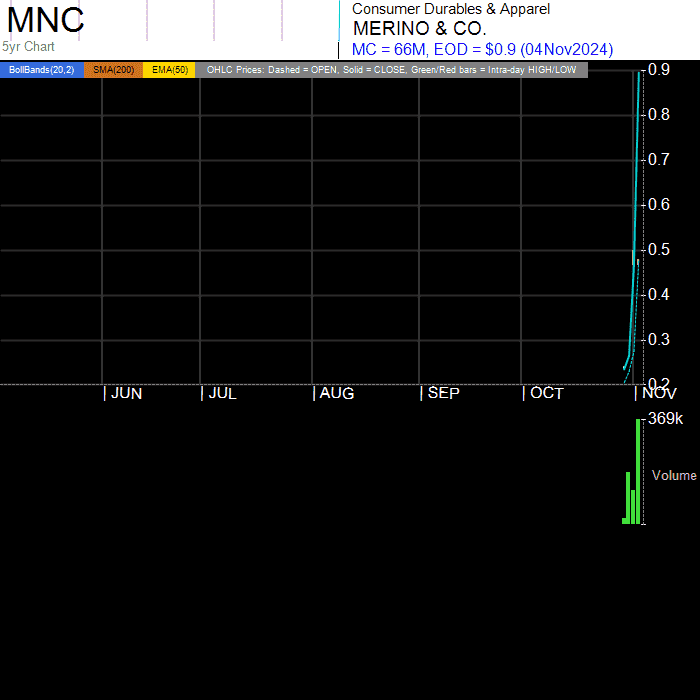 MNC
5yr Chart
Consumer Durables & Apparel
MERINO & CO.
MC = 66M, EOD = $0.9 (04Nov2024)
BollBands(20,2) SMA(200) EMA(50) OHLC Prices: Dashed = OPEN, Solid = CLOSE, Green/Red bars = Intra-day HIGH/LOW
0.9
0.8
0.7
0.6
0.5
0.4
0.3
0.2
JUN JUL AUG SEP OCT NOV
369k
Volume